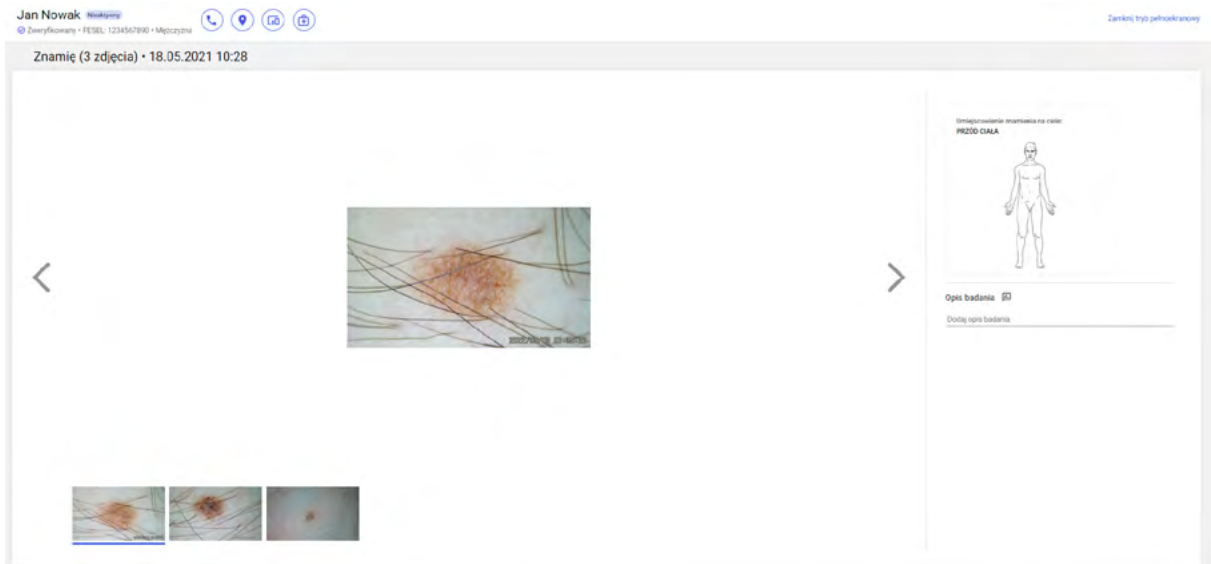 Jan Nowak Nieaktywny
Zweryfikowany • PESEL: 1234567890 • Mężczyzna
Zamknij tryb pełnoekranowy
Znamię (3 zdjęcia) • 18.05.2021 10:28
Umiejscowienie znamienia na ciele:
PRZÓD CIAŁA
Opis badania
Dodaj opis badania